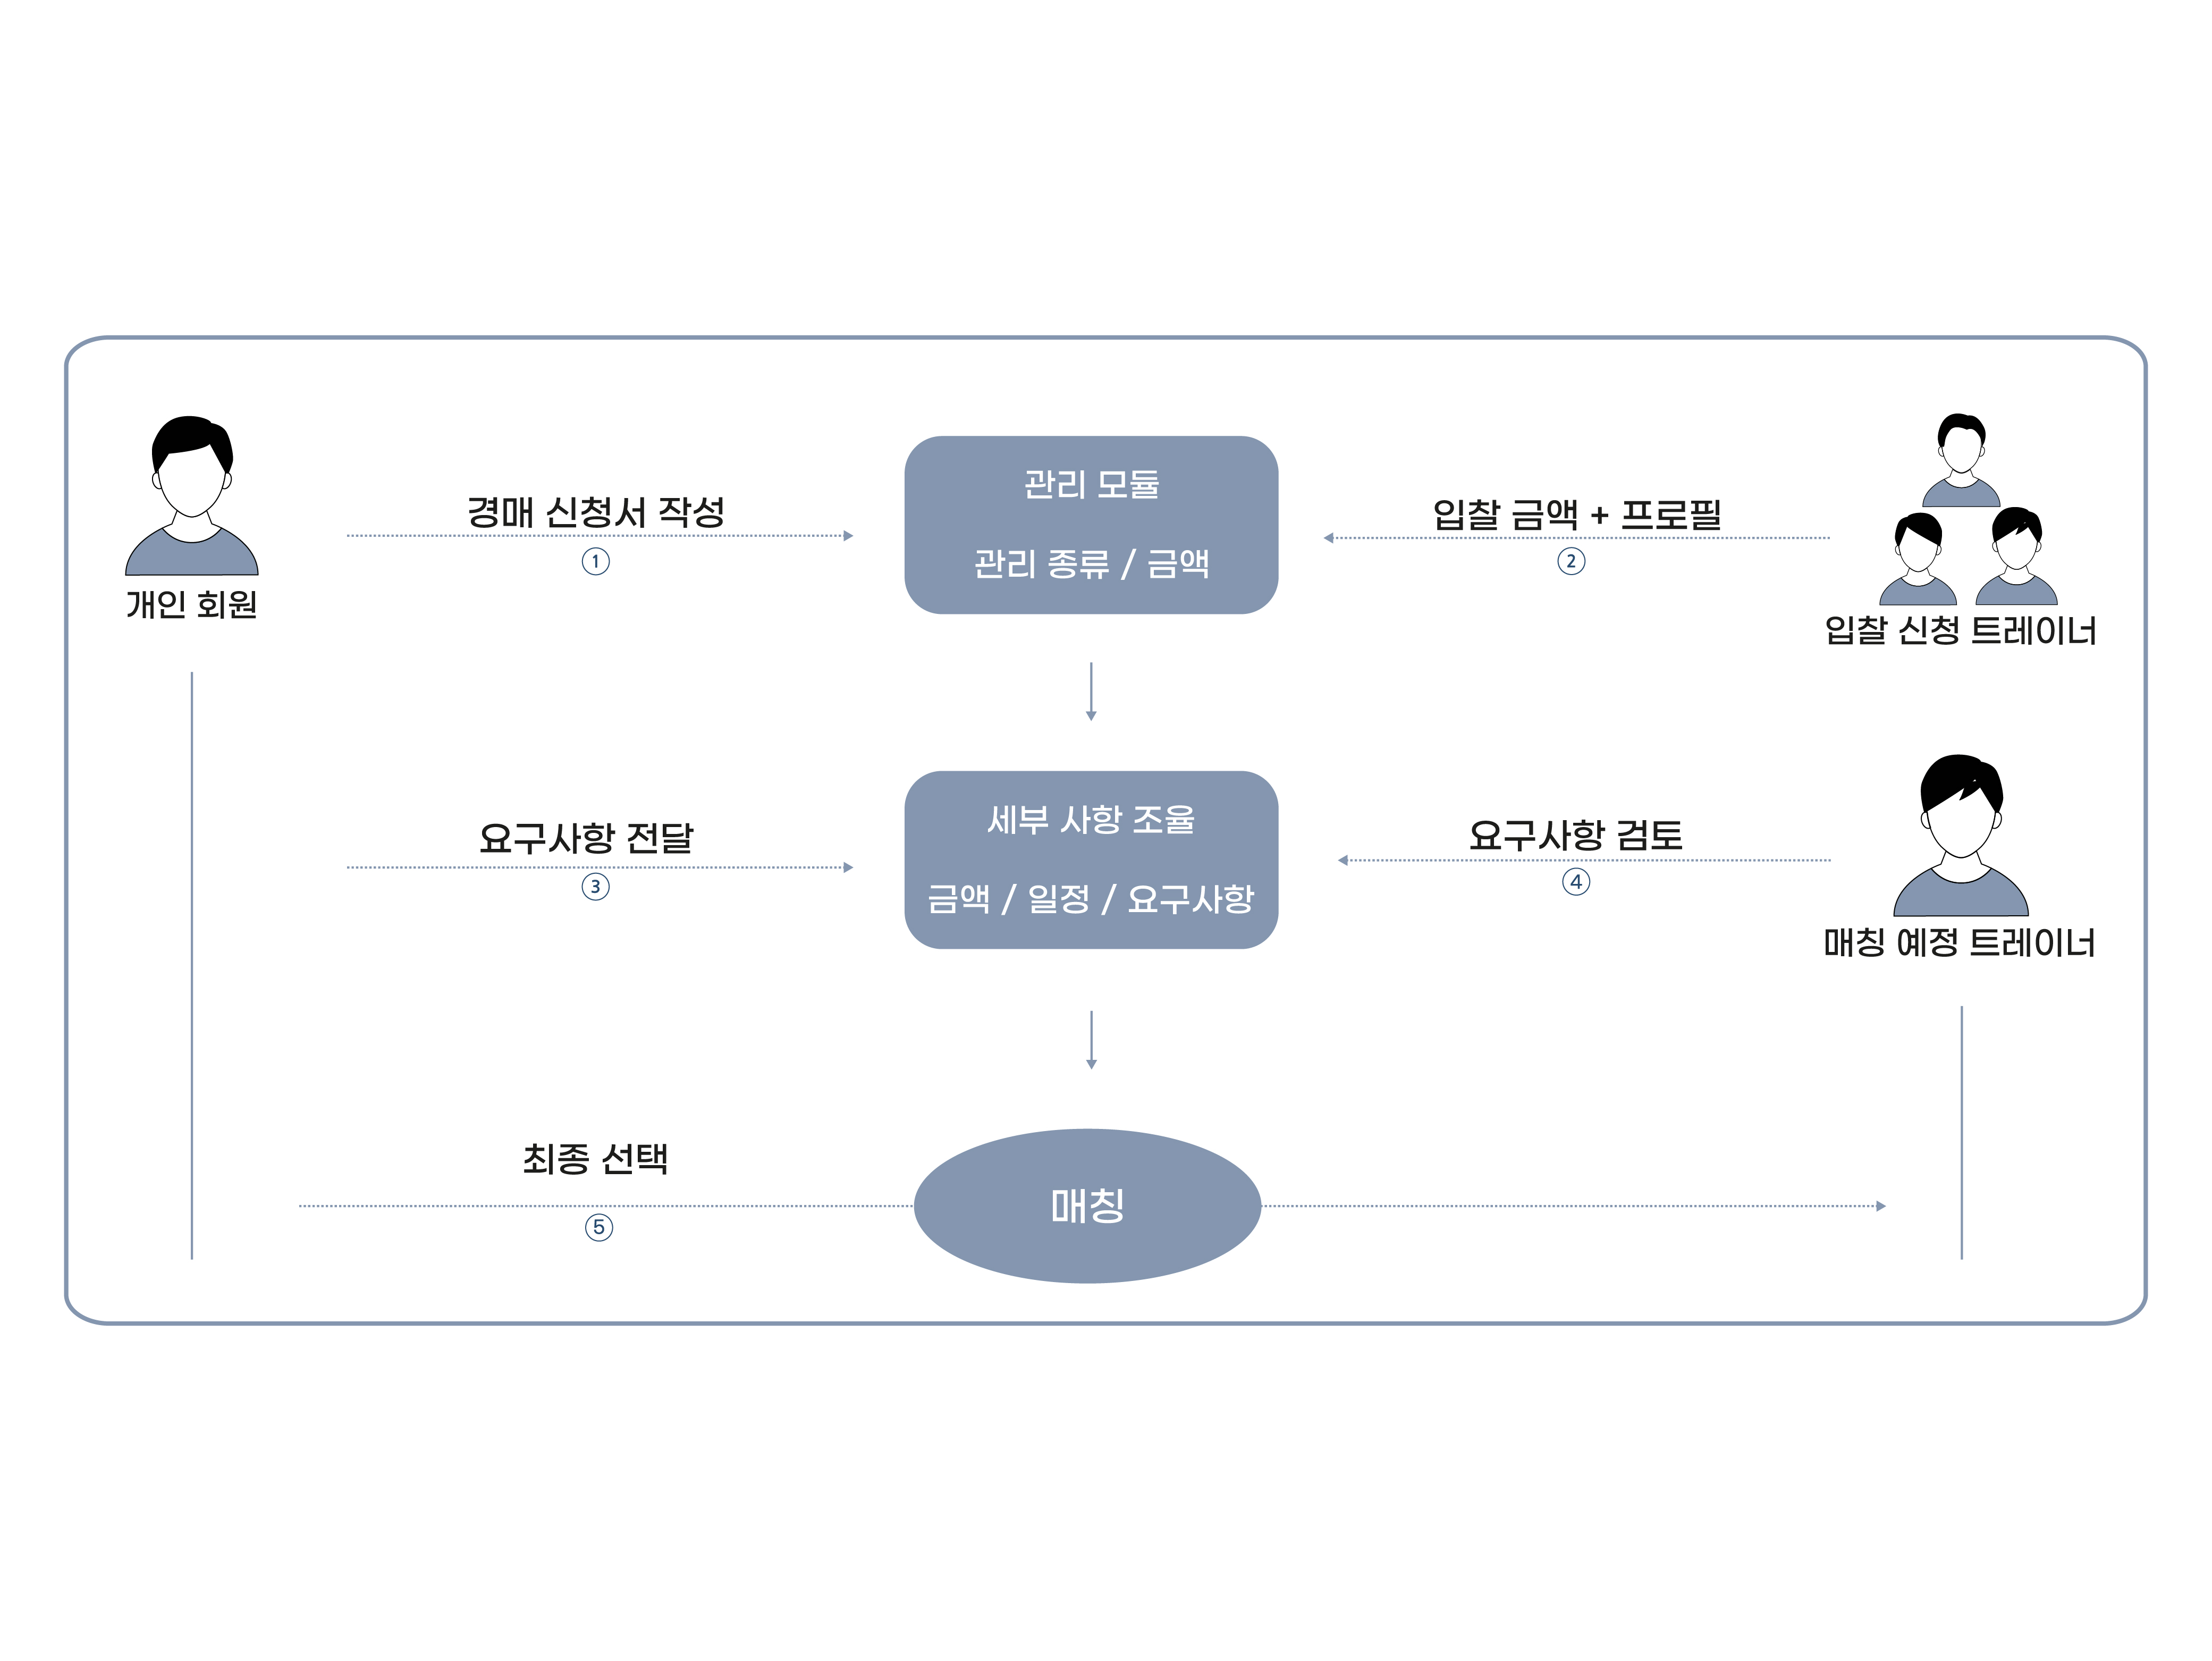 관리 모듈
경매 신청서 작성
입찰 금액 + 프로필
①
②
관리 종류 / 금액
개인 회원
입찰 신청 트레이너
세부 사항 조율
요구사항 전달
요구사항 검토
③
④
금액 / 일정 / 요구사항
매칭 예정 트레이너
최종 선택
매칭
⑤